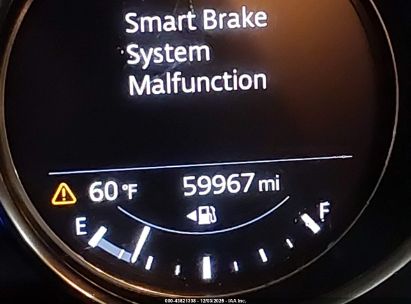 Smart Brake
System
Malfunction
60°F
59967 mi
E
F